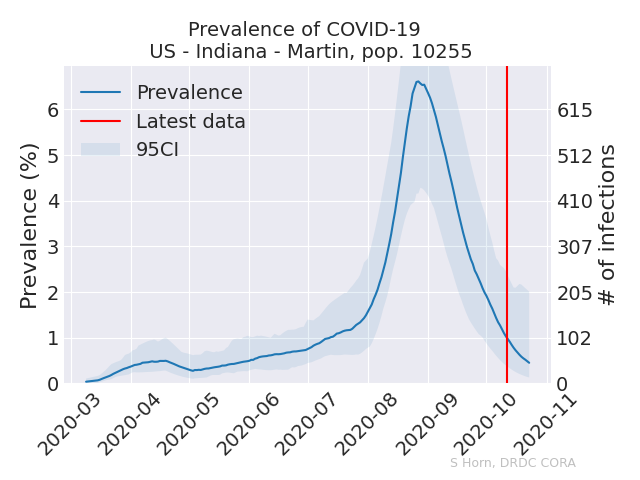 Prevalence of COVID-19
US - Indiana - Martin, pop. 10255
Prevalence
Latest data
95CI
Prevalence (%)
6
5
4
3
2
1
0
615
512
410
307
205
102
0
# of infections
2020-03
2020-04
2020-05
2020-06
2020-07
2020-08
2020-09
2020-10
2020-11
S Horn, DRDC CORA